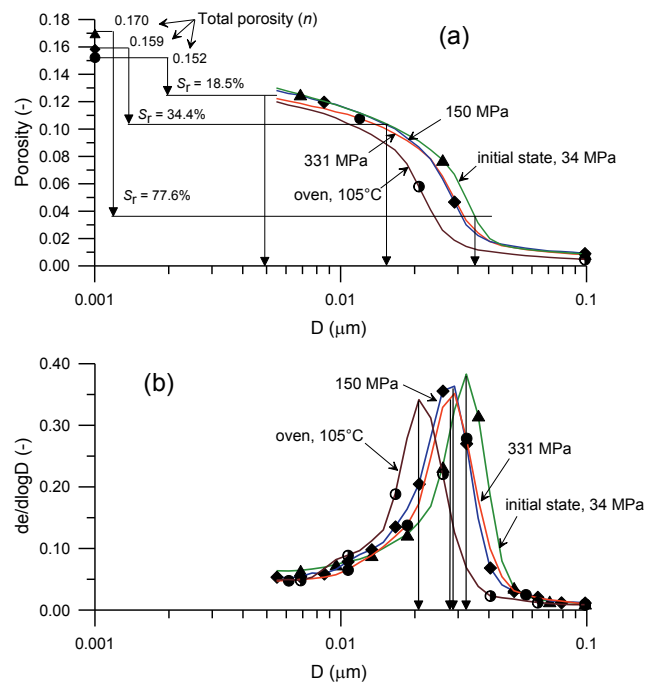 0.18
0.16
0.14
0.12
0.10
0.08
0.06
0.04
0.02
0.00
Porosity (-)
0.170
0.159
0.152
Total porosity (n)
(a)
Sr = 18.5%
Sr = 34.4%
Sr = 77.6%
150 MPa
331 MPa
initial state, 34 MPa
oven, 105°C
0.001
0.01
0.1
D (μm)
0.40
0.30
0.20
0.10
0.00
de/dlogD (-)
(b)
150 MPa
oven, 105°C
331 MPa
initial state, 34 MPa
0.001
0.01
0.1
D (μm)